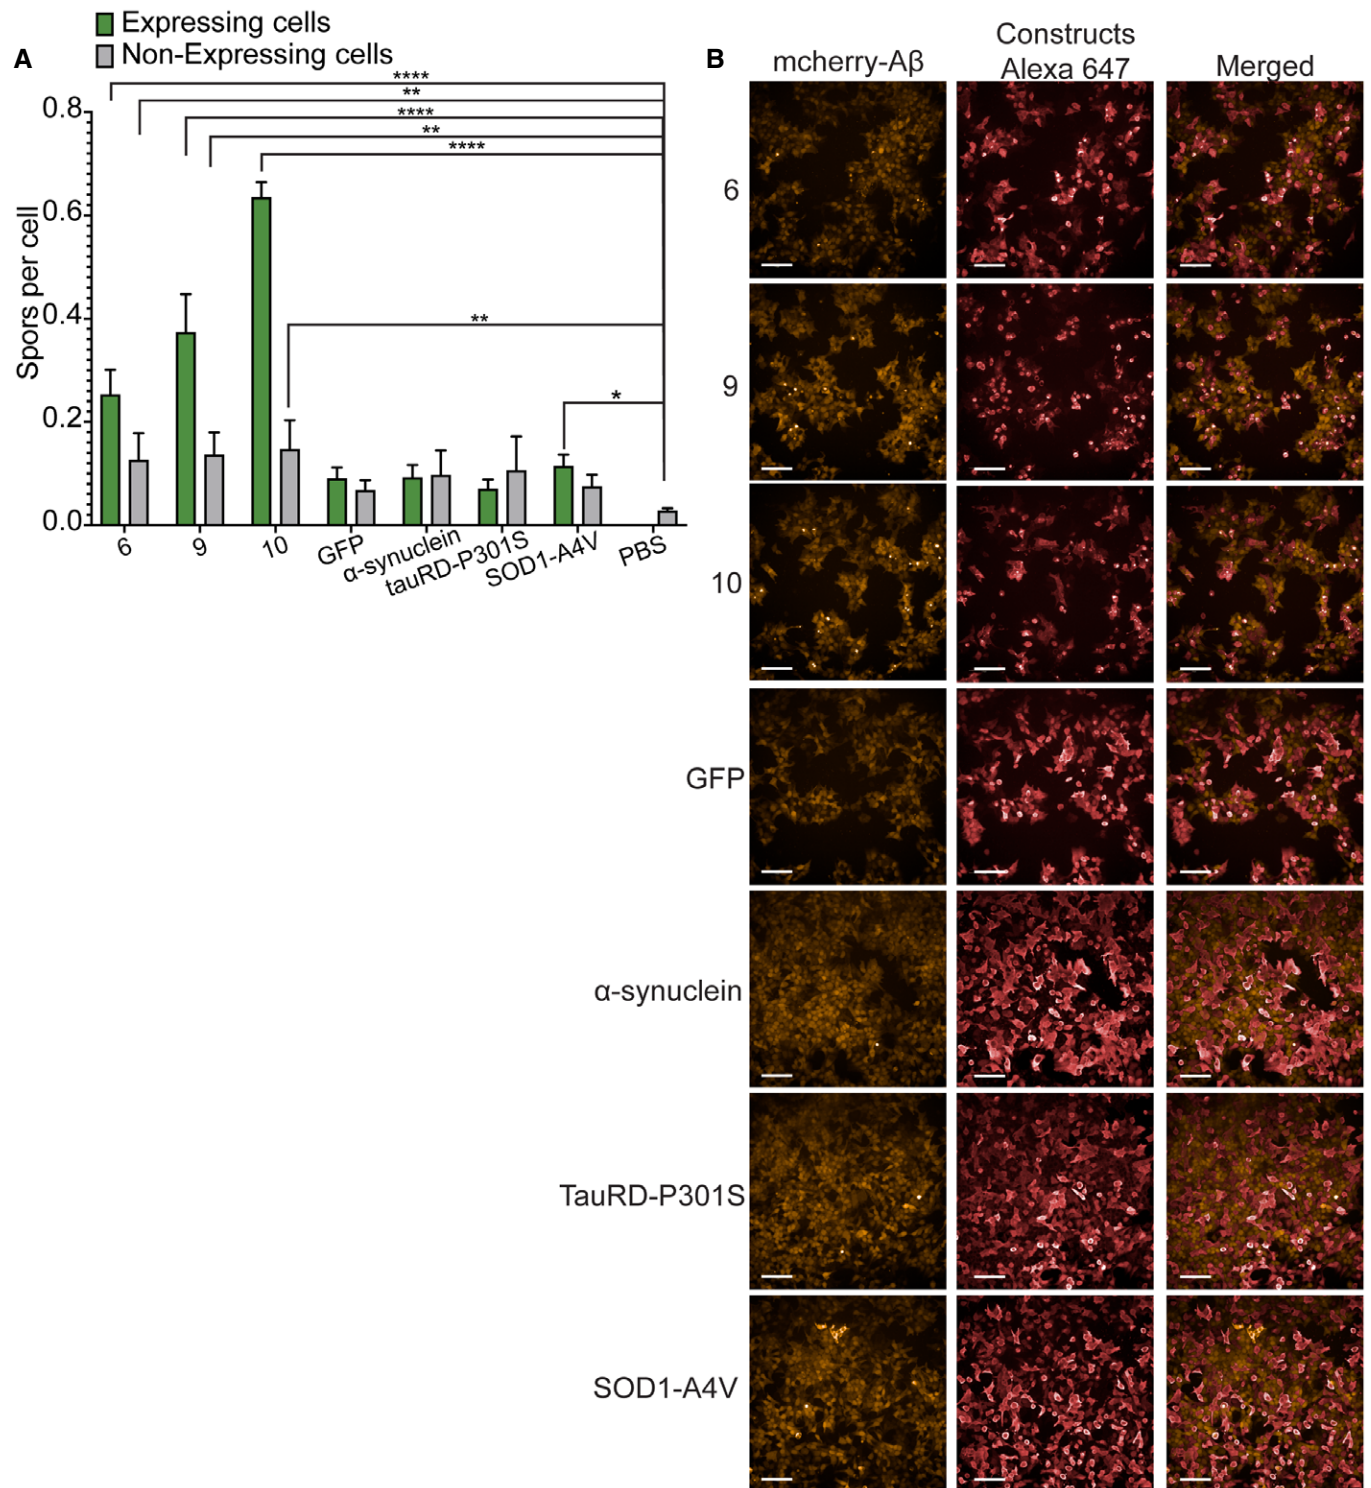 Expressing cells
Non-Expressing cells
A
****
**
****
**
****
**
*
Spors per cell
0.8
0.6
0.4
0.2
0.0
6
9
10
GFP
α-synuclein
tauRD-P301S
SOD1-A4V
PBS
B
mcherry-Aβ
Constructs
Alexa 647
Merged
6
9
10
GFP
α-synuclein
TauRD-P301S
SOD1-A4V